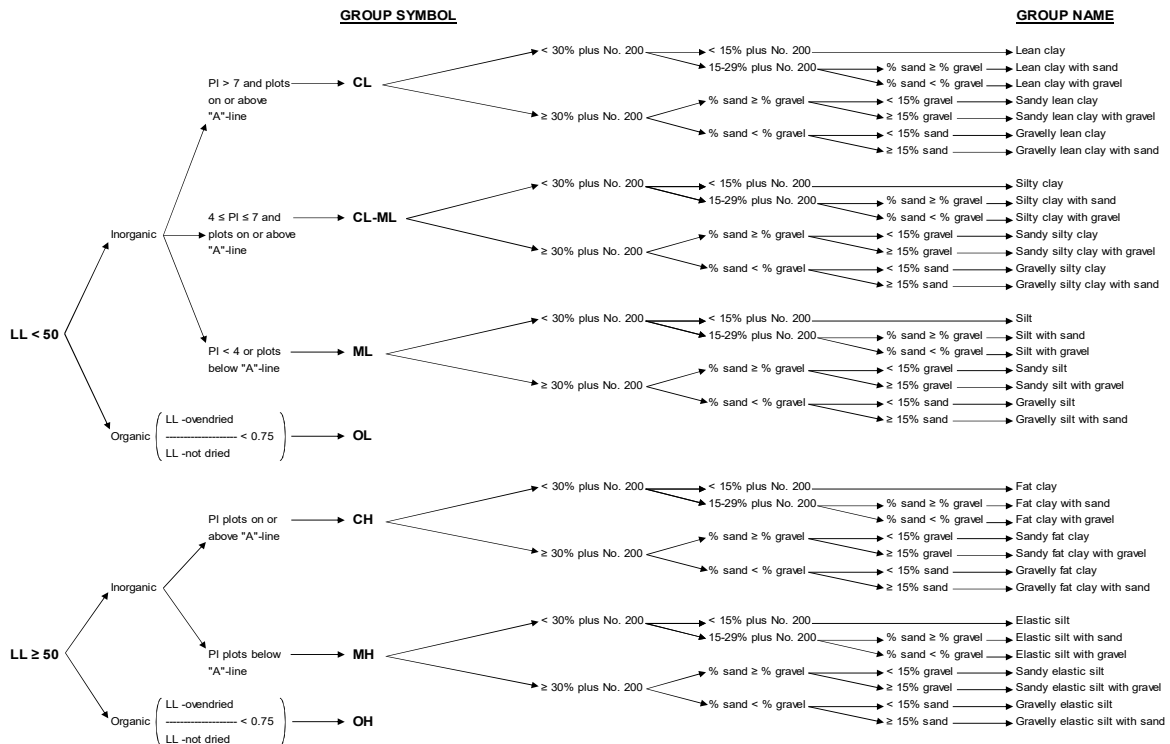 GROUP SYMBOL
GROUP NAME
LL < 50
Inorganic
PI > 7 and plots
on or above
"A"-line
CL
< 30% plus No. 200
< 15% plus No. 200
Lean clay
15-29% plus No. 200
% sand ≥ % gravel
Lean clay with sand
% sand < % gravel
Lean clay with gravel
≥ 30% plus No. 200
% sand ≥ % gravel
< 15% gravel
Sandy lean clay
≥ 15% gravel
Sandy lean clay with gravel
% sand < % gravel
< 15% sand
Gravelly lean clay
≥ 15% sand
Gravelly lean clay with sand
4 ≤ PI ≤ 7 and
plots on or above
"A"-line
CL-ML
< 30% plus No. 200
< 15% plus No. 200
Silty clay
15-29% plus No. 200
% sand ≥ % gravel
Silty clay with sand
% sand < % gravel
Silty clay with gravel
≥ 30% plus No. 200
% sand ≥ % gravel
< 15% gravel
Sandy silty clay
≥ 15% gravel
Sandy silty clay with gravel
% sand < % gravel
< 15% sand
Gravelly silty clay
≥ 15% sand
Gravelly silty clay with sand
PI < 4 or plots
below "A"-line
ML
< 30% plus No. 200
< 15% plus No. 200
Silt
15-29% plus No. 200
% sand ≥ % gravel
Silt with sand
% sand < % gravel
Silt with gravel
≥ 30% plus No. 200
% sand ≥ % gravel
< 15% gravel
Sandy silt
≥ 15% gravel
Sandy silt with gravel
% sand < % gravel
< 15% sand
Gravelly silt
≥ 15% sand
Gravelly silt with sand
Organic
LL -ovendried
--------------------- < 0.75
LL -not dried
OL
LL ≥ 50
Inorganic
PI plots on or
above "A"-line
CH
< 30% plus No. 200
< 15% plus No. 200
Fat clay
15-29% plus No. 200
% sand ≥ % gravel
Fat clay with sand
% sand < % gravel
Fat clay with gravel
≥ 30% plus No. 200
% sand ≥ % gravel
< 15% gravel
Sandy fat clay
≥ 15% gravel
Sandy fat clay with gravel
% sand < % gravel
< 15% sand
Gravelly fat clay
≥ 15% sand
Gravelly fat clay with sand
PI plots below
"A"-line
MH
< 30% plus No. 200
< 15% plus No. 200
Elastic silt
15-29% plus No. 200
% sand ≥ % gravel
Elastic silt with sand
% sand < % gravel
Elastic silt with gravel
≥ 30% plus No. 200
% sand ≥ % gravel
< 15% gravel
Sandy elastic silt
≥ 15% gravel
Sandy elastic silt with gravel
% sand < % gravel
< 15% sand
Gravelly elastic silt
≥ 15% sand
Gravelly elastic silt with sand
Organic
LL -ovendried
--------------------- < 0.75
LL -not dried
OH